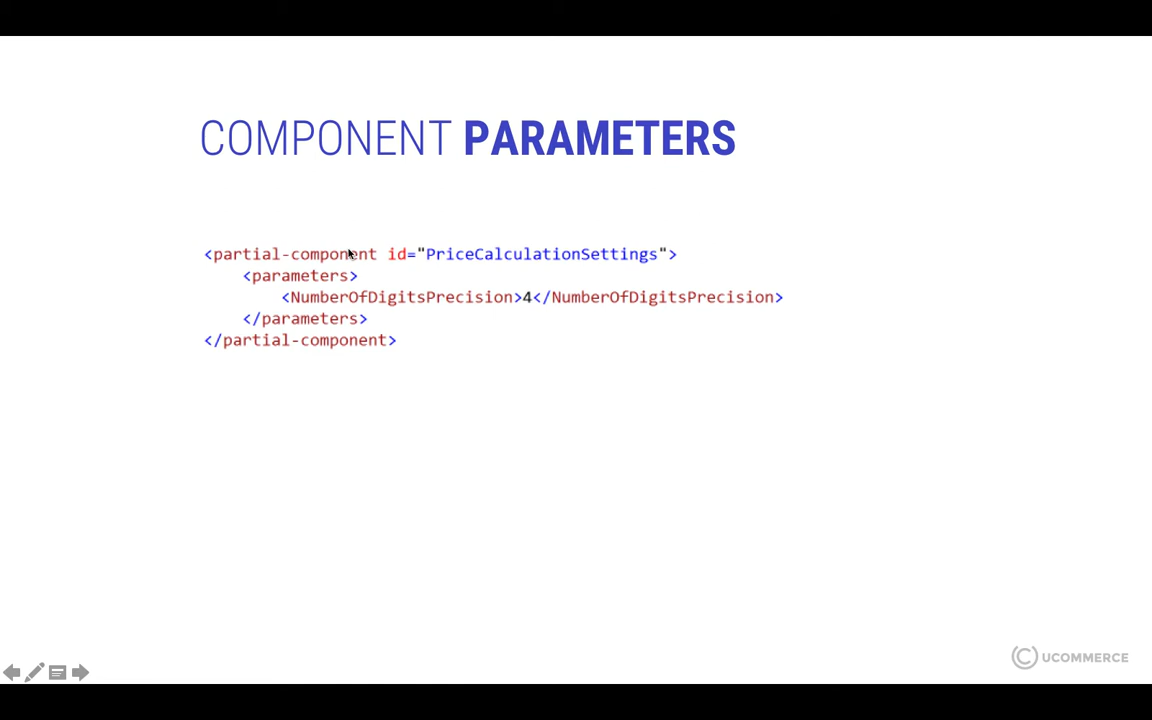 COMPONENT PARAMETERS
<partial-component id="PriceCalculationSettings">
    <parameters>
        <NumberOfDigitsPrecision>4</NumberOfDigitsPrecision>
    </parameters>
</partial-component>
UCOMMERCE